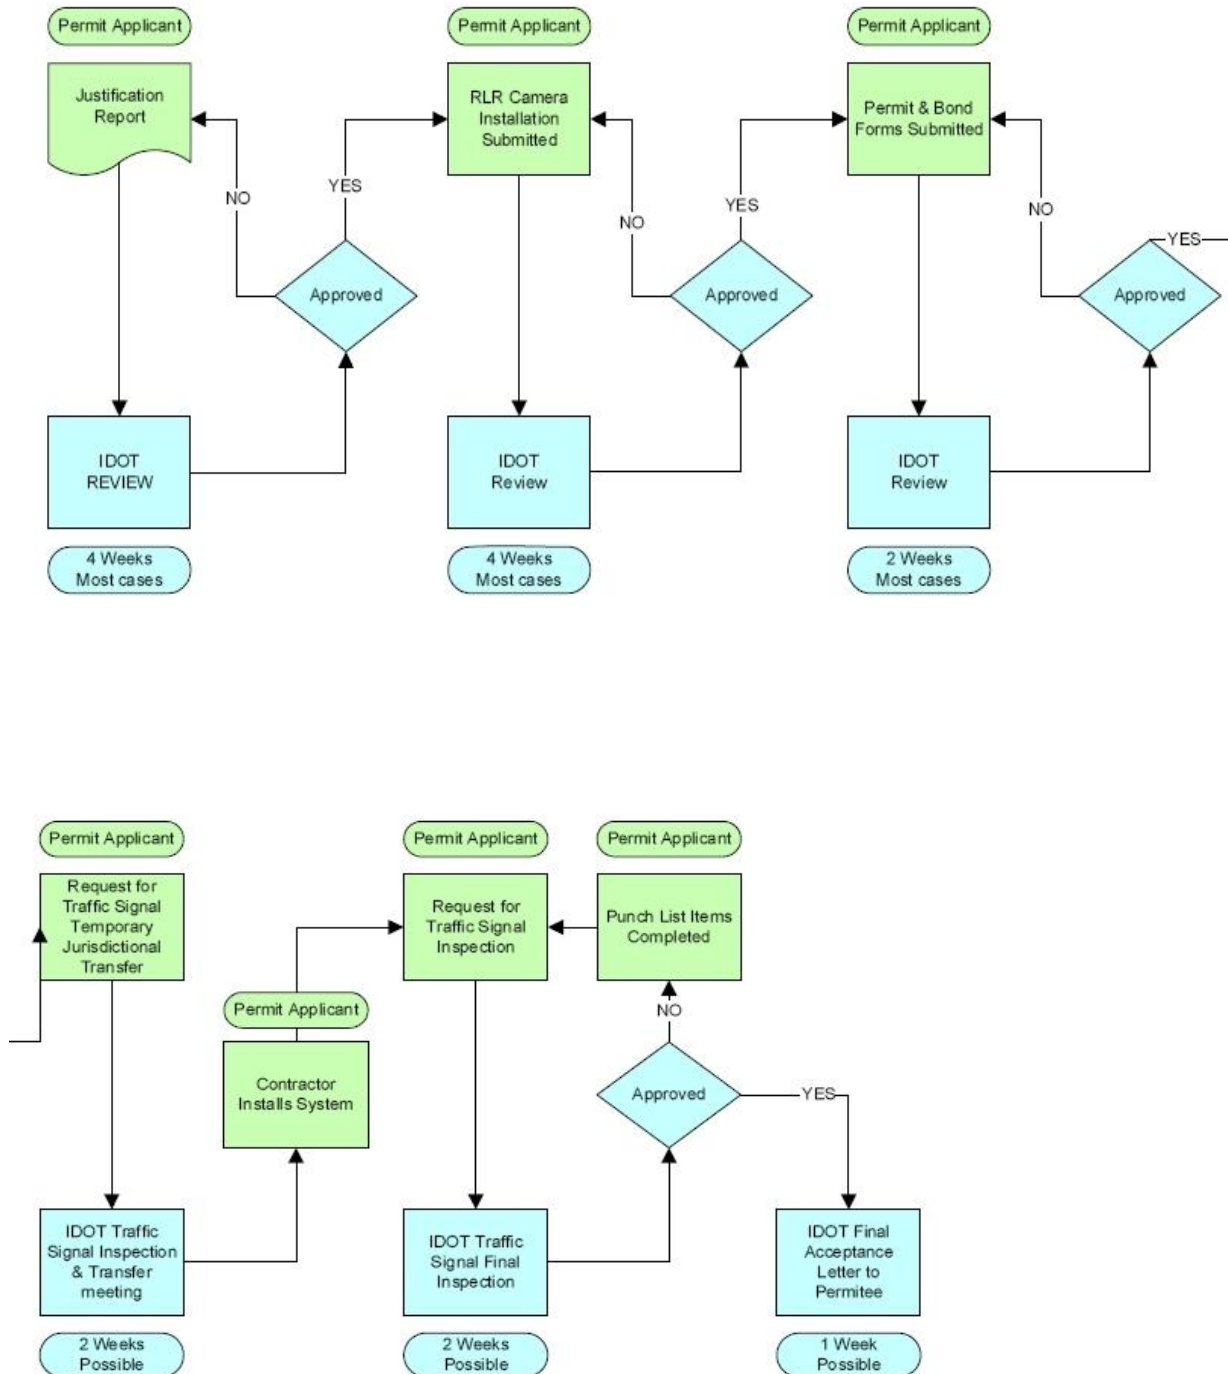 Permit Applicant
Permit Applicant
Permit Applicant
Justification
Report
RLR Camera
Installation
Submitted
Permit & Bond
Forms Submitted
YES
NO
YES
NO
NO
YES
Approved
Approved
Approved
IDOT
REVIEW
IDOT
Review
IDOT
Review
4 Weeks
Most cases
4 Weeks
Most cases
2 Weeks
Most cases
Permit Applicant
Permit Applicant
Permit Applicant
Request for
Traffic Signal
Temporary
Jurisdictional
Transfer
Request for
Traffic Signal
Inspection
Punch List Items
Completed
Permit Applicant
NO
Contractor
Installs System
Approved
YES
IDOT Traffic
Signal Inspection
& Transfer
meeting
IDOT Traffic
Signal Final
Inspection
IDOT Final
Acceptance
Letter to
Permitee
2 Weeks
Possible
2 Weeks
Possible
1 Week
Possible